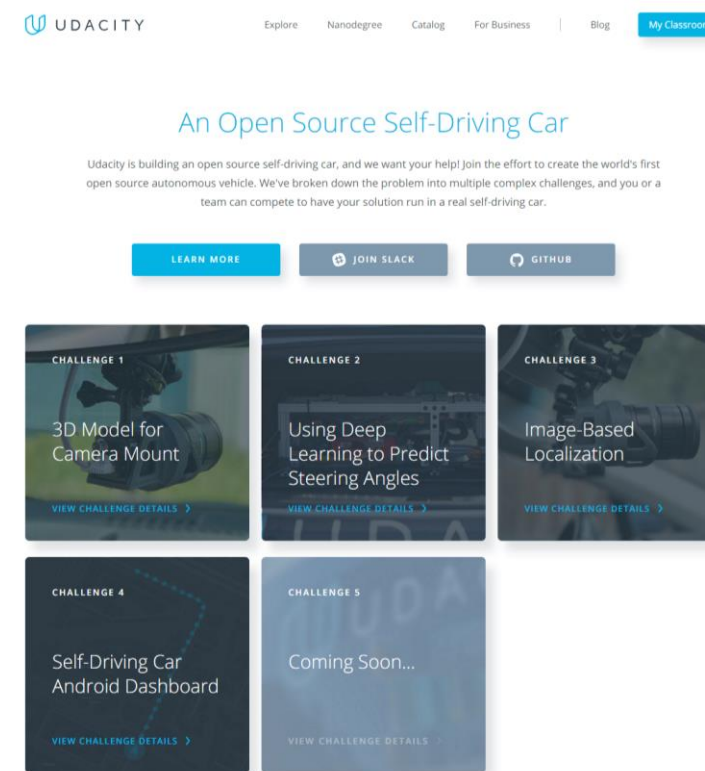 UDACITY
Explore Nanodegree Catalog For Business Blog My Classroom
An Open Source Self-Driving Car
Udacity is building an open source self-driving car, and we want your help! Join the effort to create the world's first
open source autonomous vehicle. We've broken down the problem into multiple complex challenges, and you or a
team can compete to have your solution run in a real self-driving car.
LEARN MORE JOIN SLACK GITHUB
CHALLENGE 1
3D Model for
Camera Mount
VIEW CHALLENGE DETAILS
CHALLENGE 2
Using Deep
Learning to Predict
Steering Angles
VIEW CHALLENGE DETAILS
UDA
CHALLENGE 3
Image-Based
Localization
VIEW CHALLENGE DETAILS
CHALLENGE 4
Self-Driving Car
Android Dashboard
VIEW CHALLENGE DETAILS
CHALLENGE 5
UDA
Coming Soon...
VIEW CHALLENGE DETAILS